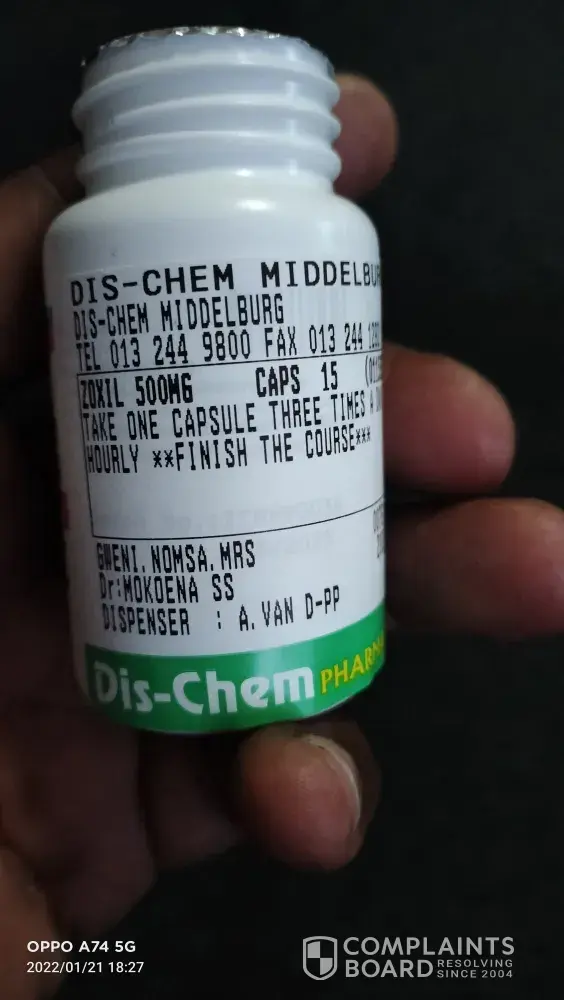 DIS-CHEM MIDDELBUR
DIS-CHEM MIDDELBURG
TEL 013 244 9800 FAX 013 244
ZOXIL 500MG CAPS 15
TAKE ONE CAPSULE THREE TIMES A
HOURLY **FINISH THE COURSE***
GWENI.NOMSA.MRS
Dr:MOKOENA SS
DISPENSER : A.VAN D-PP
Dis-Chem PHARM
OPPO A74 5G
2022/01/21 18:27
COMPLAINTS
BOARD RESOLVING
SINCE 2004